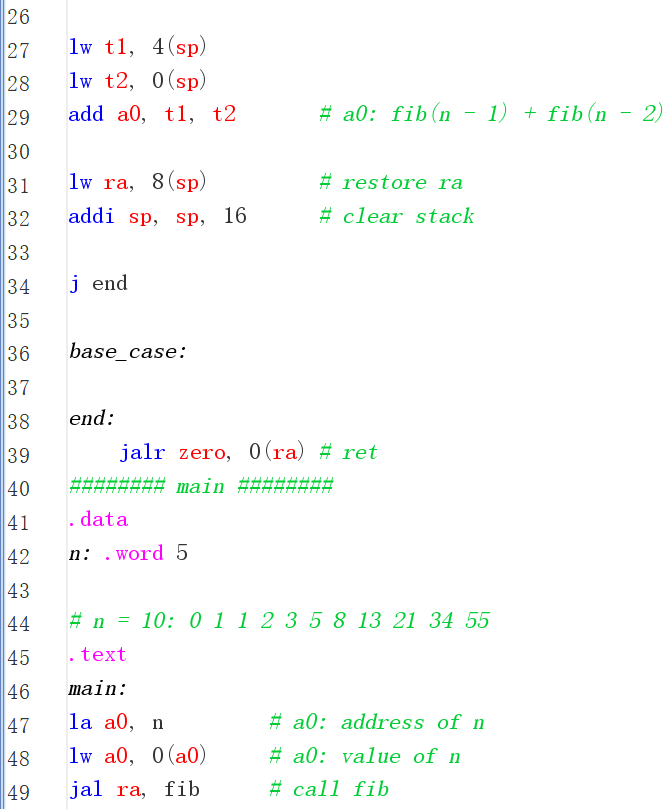 26
27 lw t1, 4(sp)
28 lw t2, 0(sp)
29 add a0, t1, t2 # a0: fib(n - 1) + fib(n - 2)
30
31 lw ra, 8(sp) # restore ra
32 addi sp, sp, 16 # clear stack
33
34 j end
35
36 base_case:
37
38 end:
39 jalr zero, 0(ra) # ret
40 ######## main ########
41 .data
42 n: .word 5
43
44 # n = 10: 0 1 1 2 3 5 8 13 21 34 55
45 .text
46 main:
47 la a0, n # a0: address of n
48 lw a0, 0(a0) # a0: value of n
49 jal ra, fib # call fib